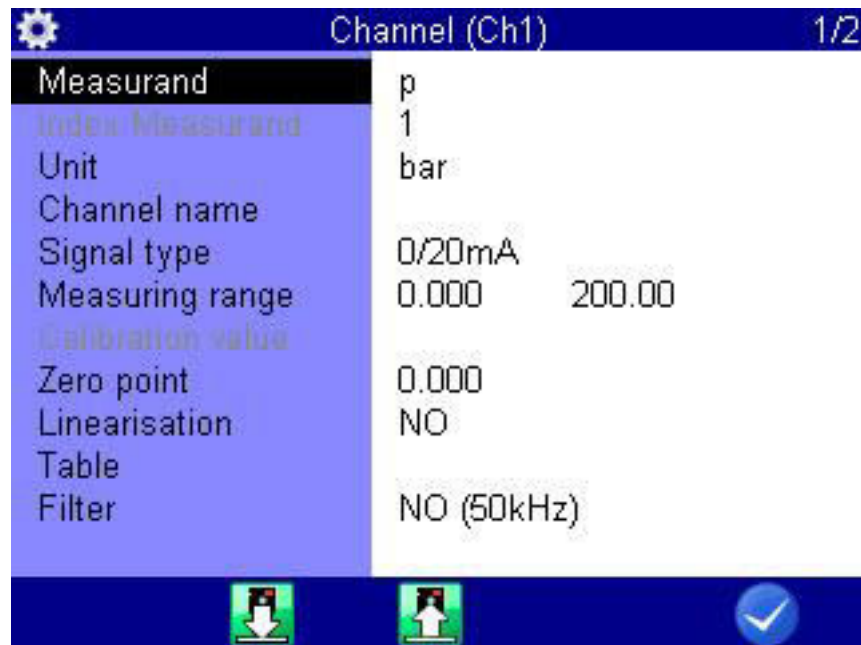 Channel (Ch1) 1/2
Measurand p
Index Measurand 1
Unit bar
Channel name
Signal type 0/20mA
Measuring range 0.000 200.00
Calibration value
Zero point 0.000
Linearisation NO
Table
Filter NO (50kHz)